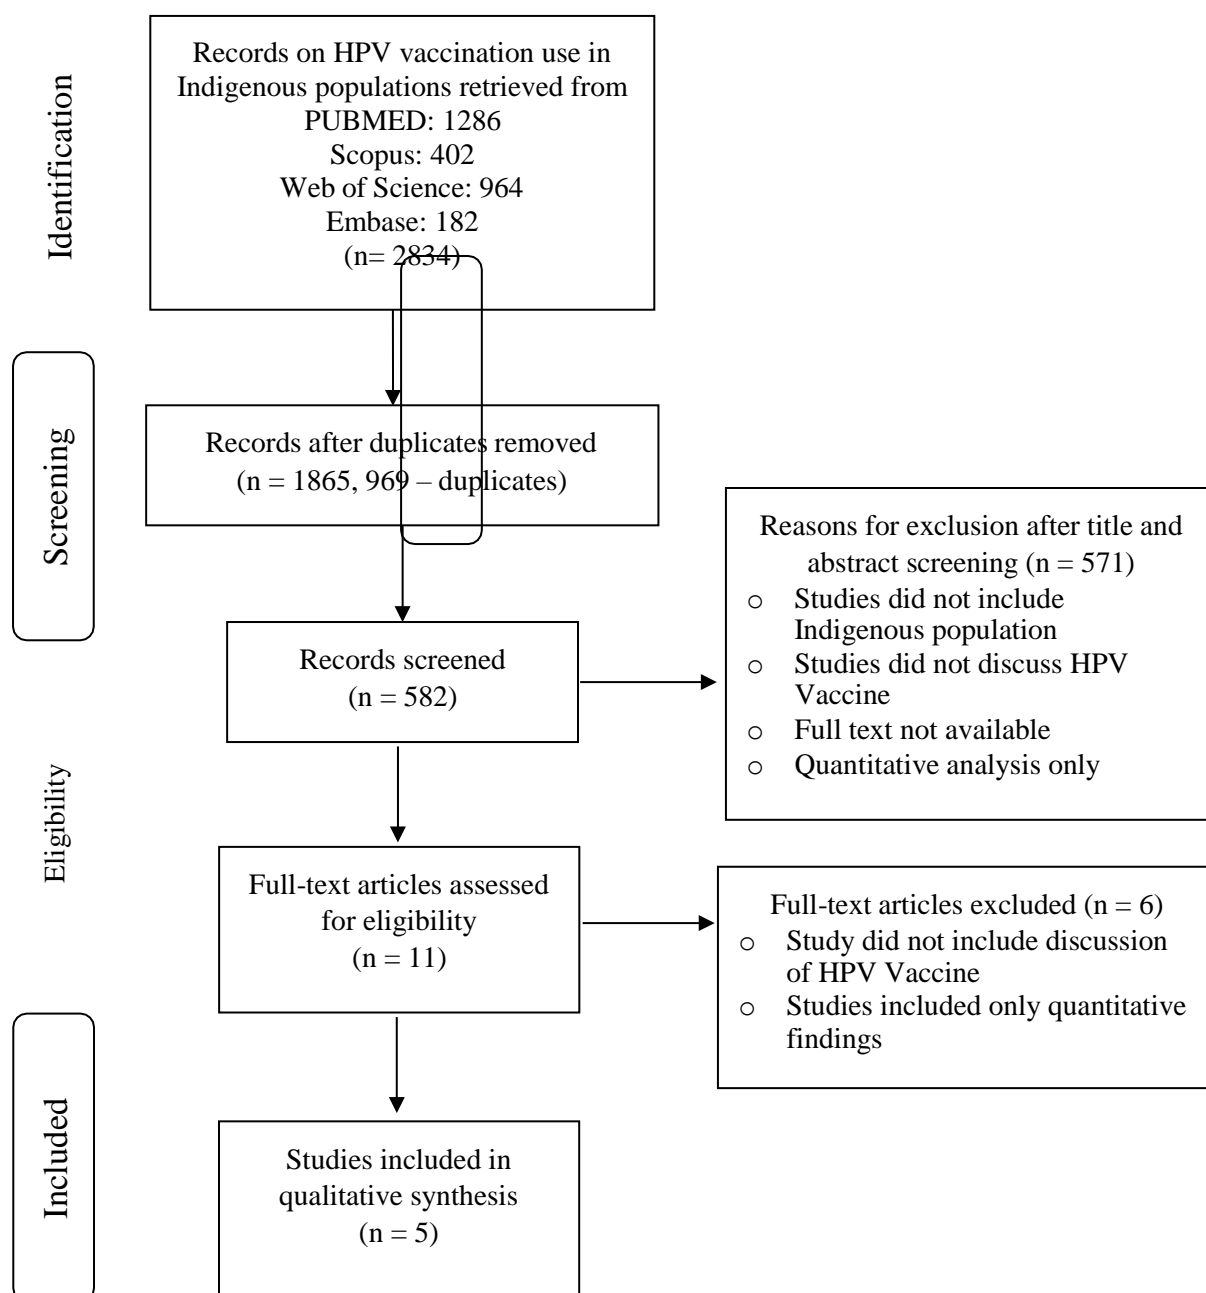 Identification
Records on HPV vaccination use in
Indigenous populations retrieved from
PUBMED: 1286
Scopus: 402
Web of Science: 964
Embase: 182
(n= 2834)
Screening
Records after duplicates removed
(n = 1865, 969 – duplicates)
Records screened
(n = 582)
Reasons for exclusion after title and
abstract screening (n = 571)
o Studies did not include
Indigenous population
o Studies did not discuss HPV
Vaccine
o Full text not available
o Quantitative analysis only
Eligibility
Full-text articles assessed
for eligibility
(n = 11)
Full-text articles excluded (n = 6)
o Study did not include discussion
of HPV Vaccine
o Studies included only quantitative
findings
Included
Studies included in
qualitative synthesis
(n = 5)